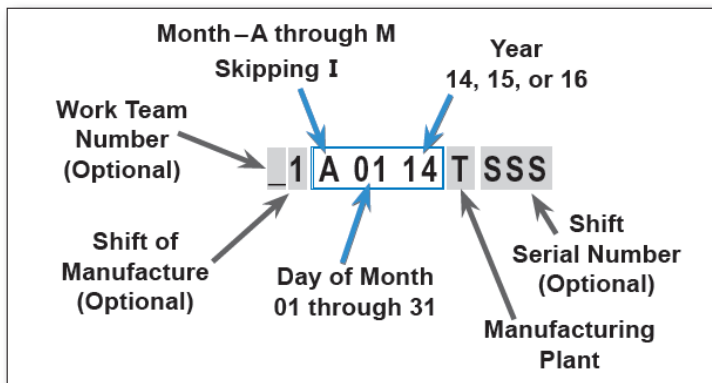 Month–A through M
Skipping I
Year
14, 15, or 16
Work Team
Number
(Optional)
_1 A 01 14 T SSS
Shift of
Manufacture
(Optional)
Day of Month
01 through 31
Shift
Serial Number
(Optional)
Manufacturing
Plant